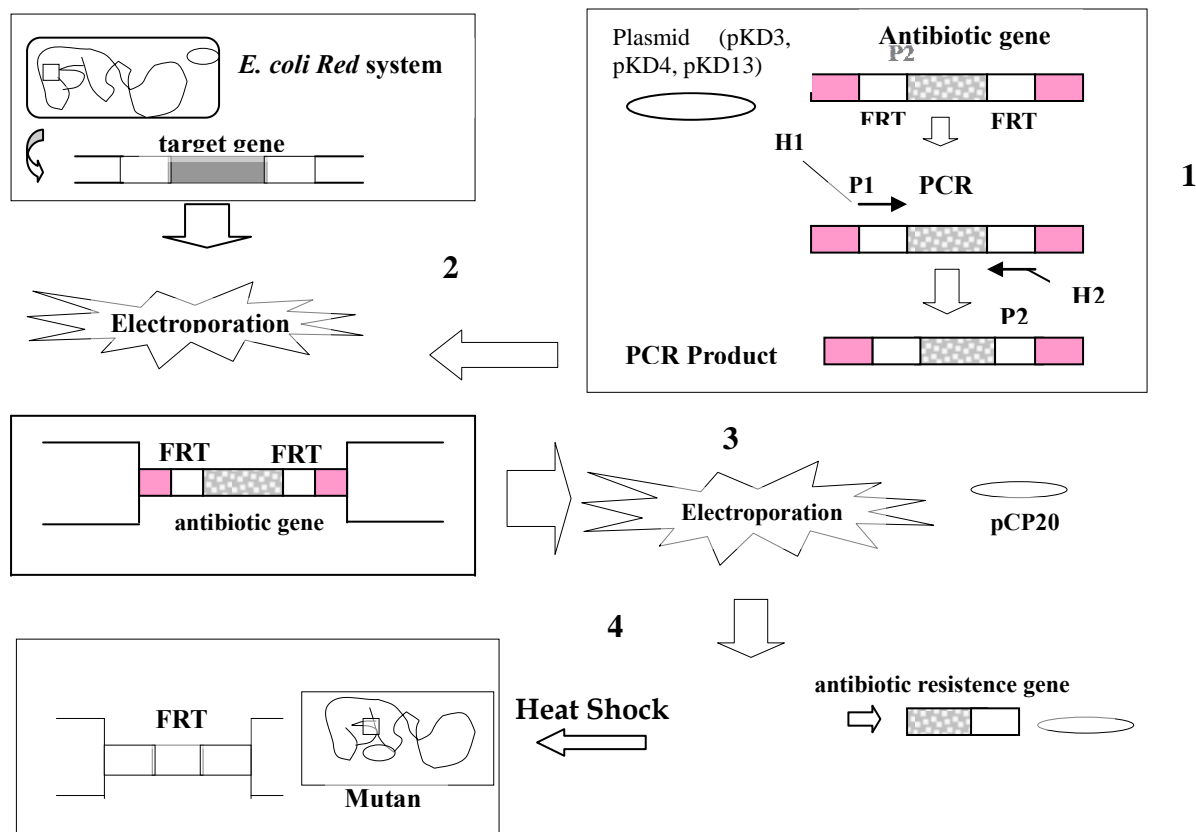 E. coli Red system
target gene
Plasmid (pKD3,
pKD4, pKD13)
Antibiotic gene
P2
FRT
FRT
H1
P1
PCR
H2
P2
PCR Product
1
2
Electroporation
FRT
FRT
antibiotic gene
3
Electroporation
pCP20
4
antibiotic resistence gene
Heat Shock
FRT
Mutan